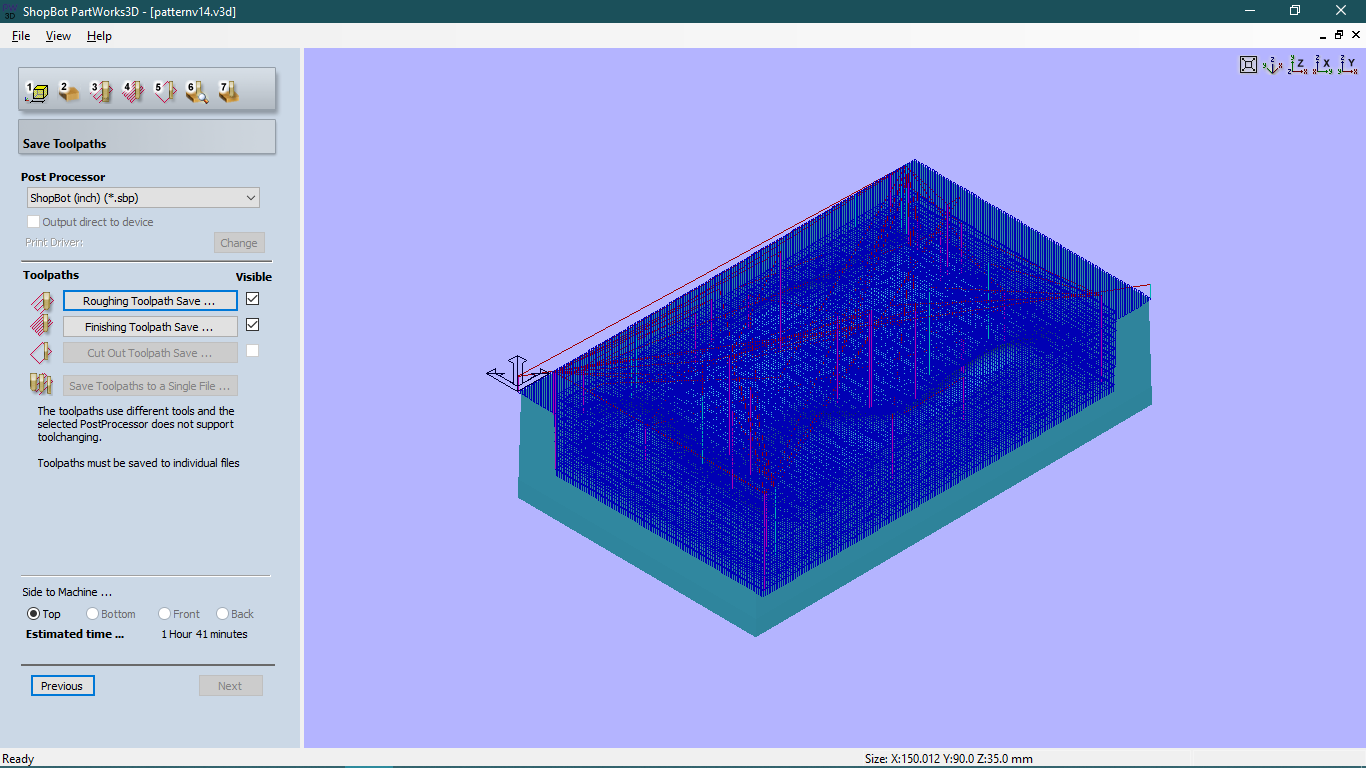 ShopBot PartWorks3D - [patternv14.v3d]
File View Help
1 2 3 4 5 6 7
Save Toolpaths
Post Processor
ShopBot (inch) (*.sbp)
Output direct to device
Print Driver:
Change
Toolpaths
Visible
Roughing Toolpath Save ...
Finishing Toolpath Save ...
Cut Out Toolpath Save ...
Save Toolpaths to a Single File ...
The toolpaths use different tools and the
selected PostProcessor does not support
toolchanging.
Toolpaths must be saved to individual files
Side to Machine ...
Top Bottom Front Back
Estimated time ... 1 Hour 41 minutes
Previous Next
Ready
Size: X:150.012 Y:90.0 Z:35.0 mm